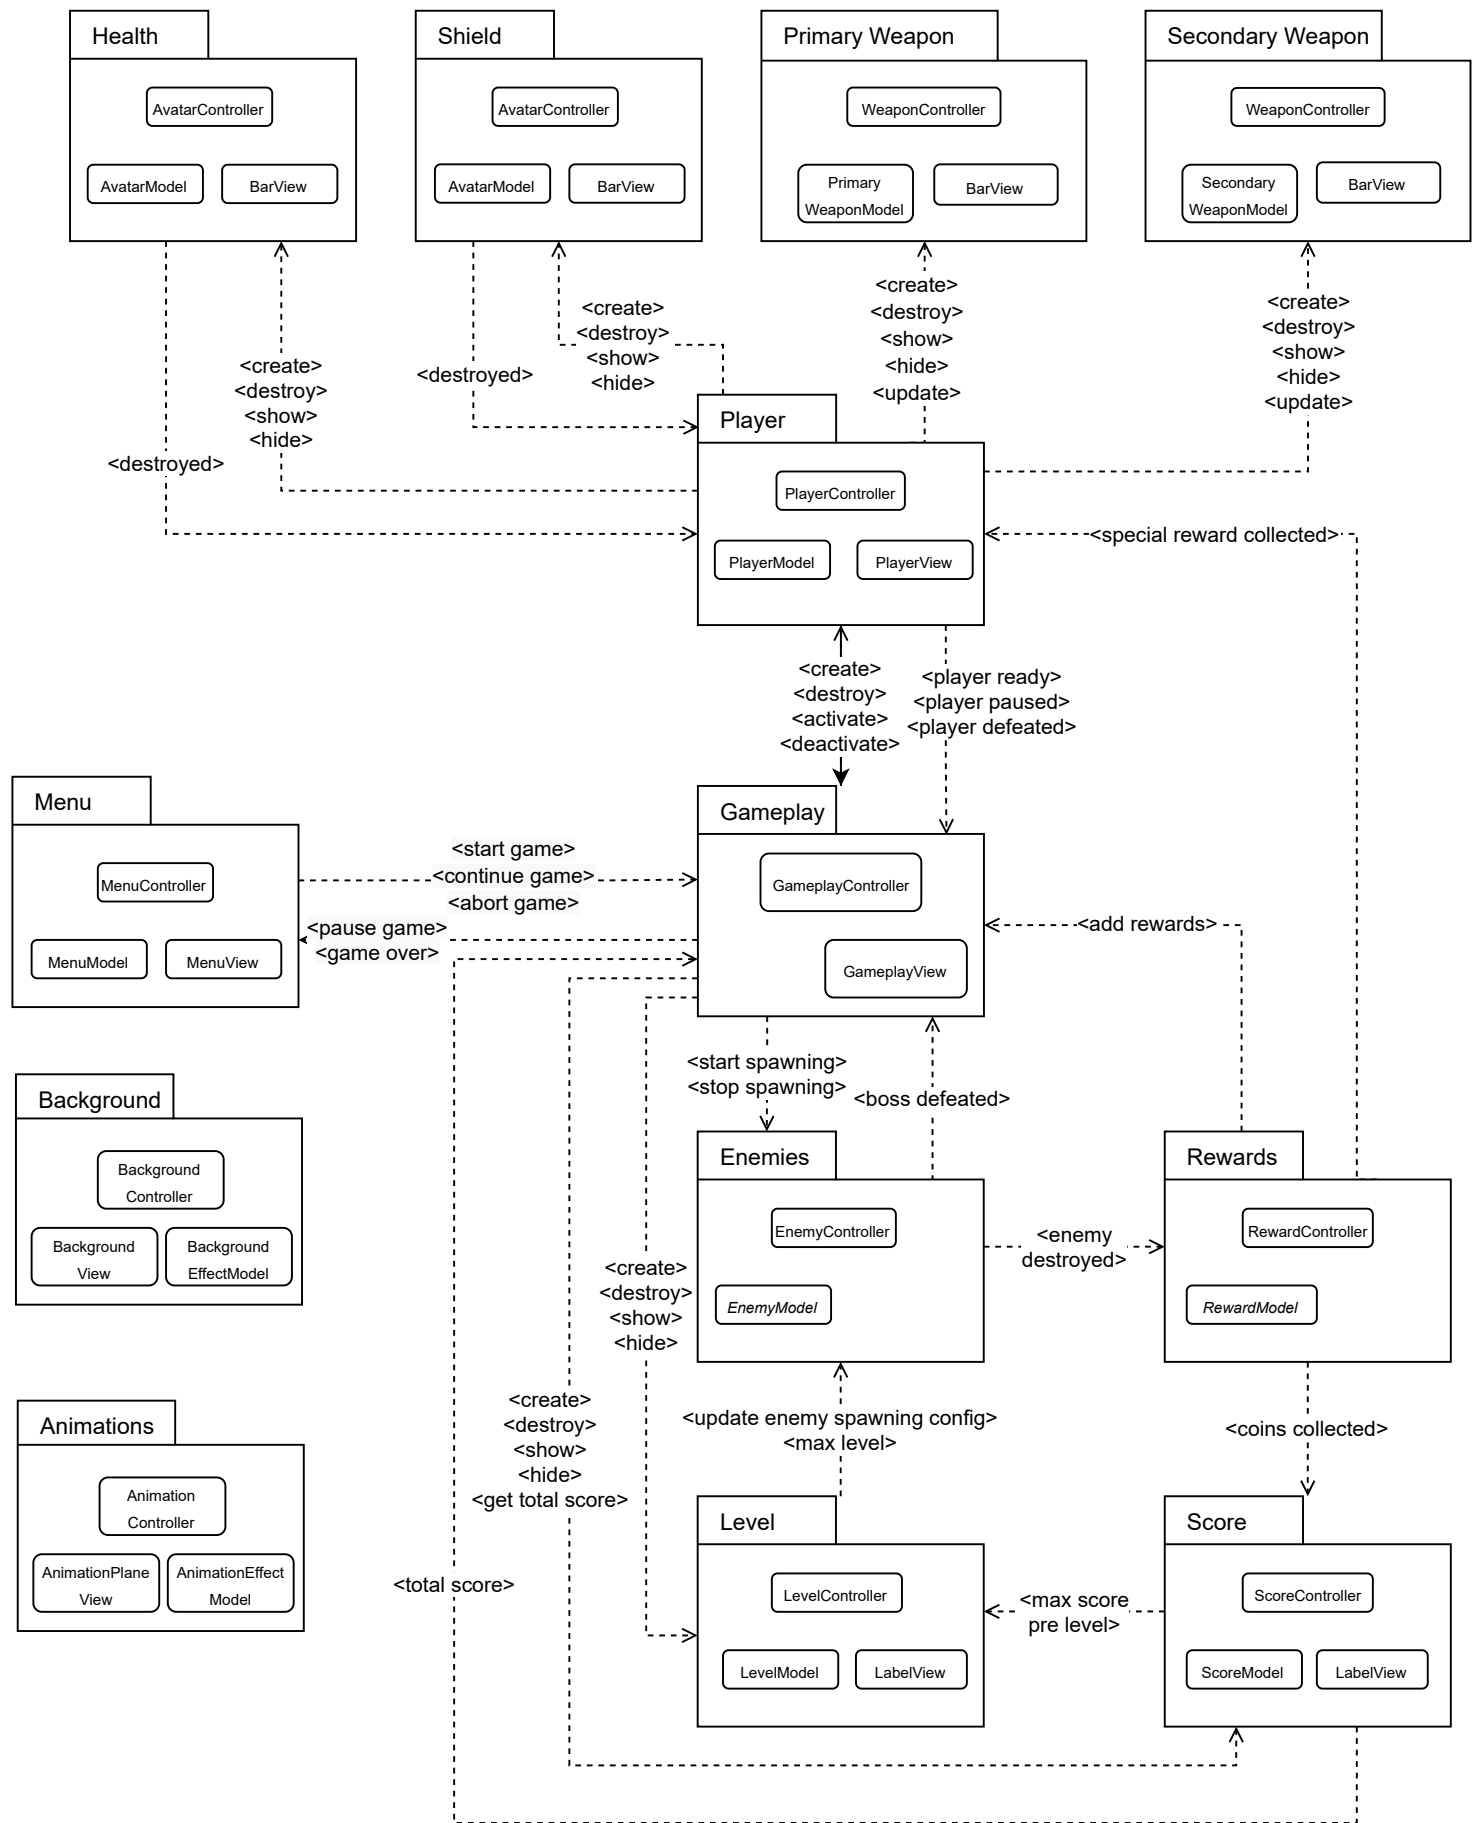 Health
AvatarController
AvatarModel
BarView
Shield
AvatarController
AvatarModel
BarView
Primary Weapon
WeaponController
Primary
WeaponModel
BarView
Secondary Weapon
WeaponController
Secondary
WeaponModel
BarView
<destroyed>
<create>
<destroy>
<show>
<hide>
<destroyed>
<create>
<destroy>
<show>
<hide>
<create>
<destroy>
<show>
<hide>
<update>
<create>
<destroy>
<show>
<hide>
<update>
Player
PlayerController
PlayerModel
PlayerView
<special reward collected>
<create>
<destroy>
<activate>
<deactivate>
<player ready>
<player paused>
<player defeated>
Menu
MenuController
MenuModel
MenuView
<start game>
<continue game>
<abort game>
<pause game>
<game over>
Gameplay
GameplayController
GameplayView
<add rewards>
<start spawning>
<stop spawning>
<boss defeated>
Background
Background
Controller
Background
View
Background
EffectModel
Enemies
EnemyController
EnemyModel
<enemy
destroyed>
Rewards
RewardController
RewardModel
<create>
<destroy>
<show>
<hide>
<create>
<destroy>
<show>
<hide>
<get total score>
<update enemy spawning config>
<max level>
<coins collected>
Animations
Animation
Controller
AnimationPlane
View
AnimationEffect
Model
<total score>
Level
LevelController
LevelModel
LabelView
<max score
pre level>
Score
ScoreController
ScoreModel
LabelView